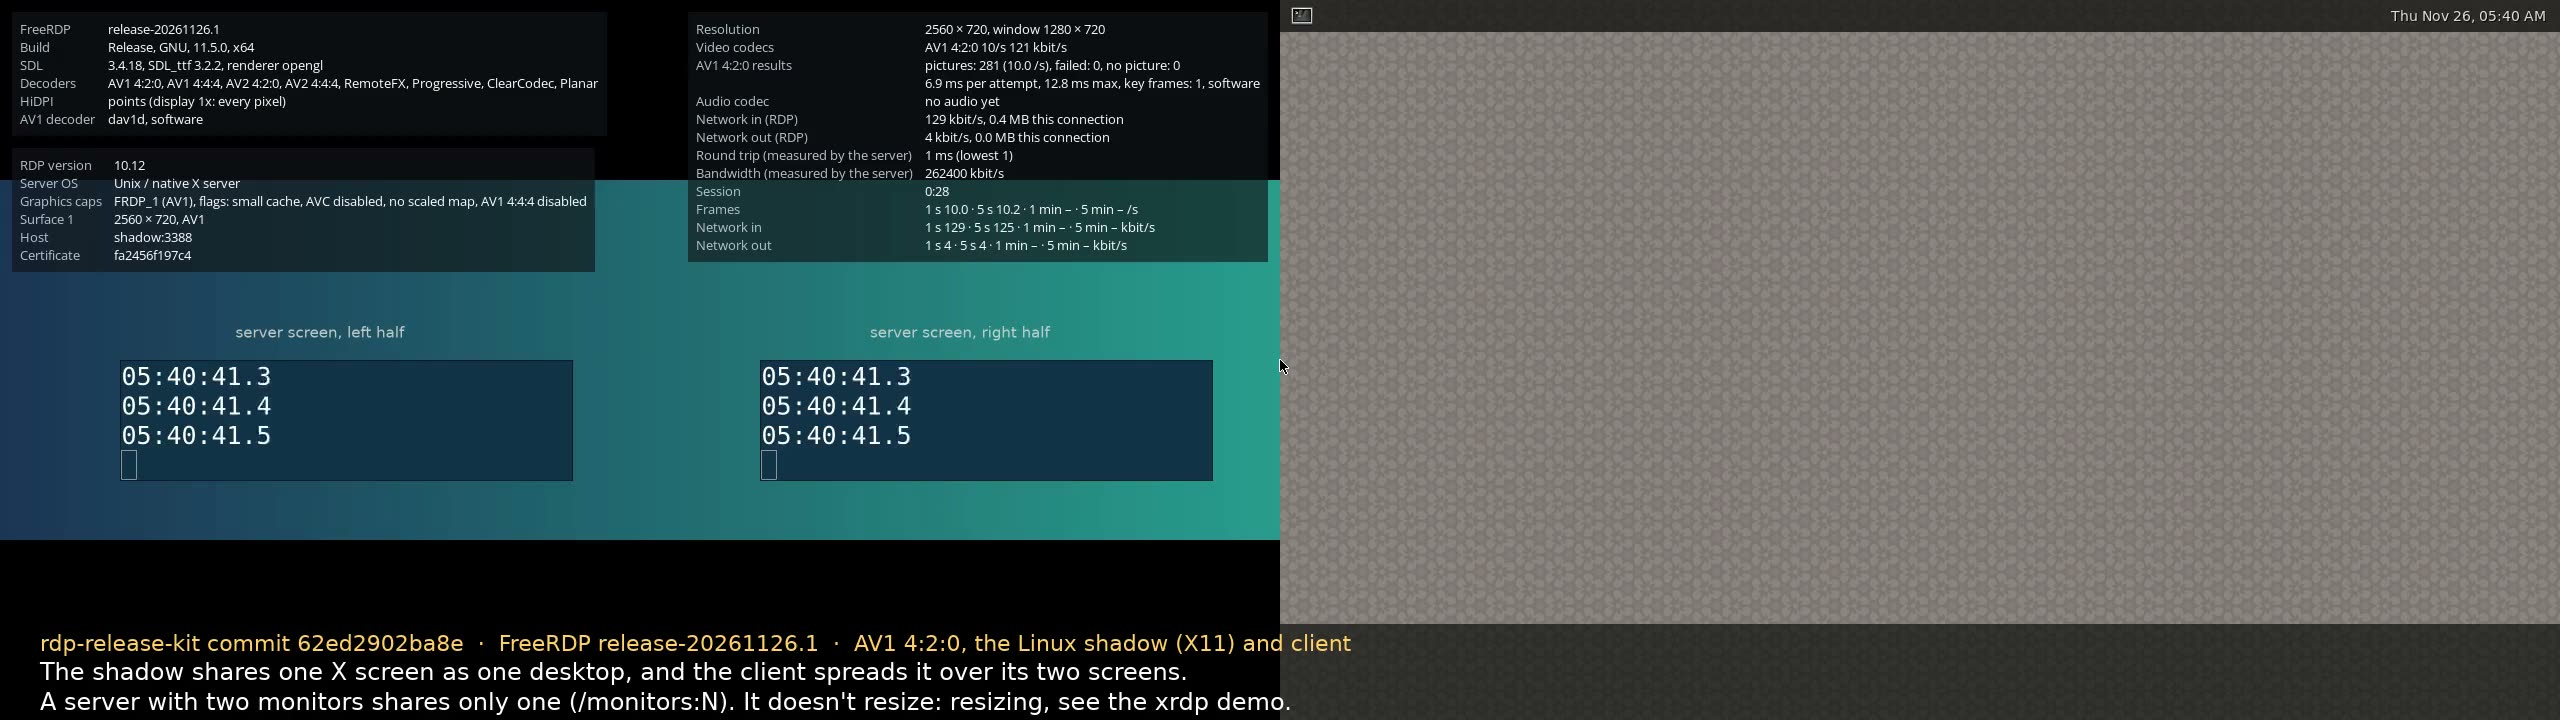 FreeRDP release-20261126.1
Build Release, GNU, 11.5.0, x64
SDL 3.4.18, SDL_ttf 3.2.2, renderer opengl
Decoders AV1 4:2:0, AV1 4:4:4, AV2 4:2:0, AV2 4:4:4, RemoteFX, Progressive, ClearCodec, Planar
HiDPI points (display 1x: every pixel)
AV1 decoder dav1d, software
RDP version 10.12
Server OS Unix / native X server
Graphics caps FRDP_1 (AV1), flags: small cache, AVC disabled, no scaled map, AV1 4:4:4 disabled
Surface 1 2560 × 720, AV1
Host shadow:3388
Certificate fa2456f197c4
Resolution 2560 × 720, window 1280 × 720
Video codecs AV1 4:2:0 10/s 121 kbit/s
AV1 4:2:0 results pictures: 281 (10.0 /s), failed: 0, no picture: 0
6.9 ms per attempt, 12.8 ms max, key frames: 1, software
Audio codec no audio yet
Network in (RDP) 129 kbit/s, 0.4 MB this connection
Network out (RDP) 4 kbit/s, 0.0 MB this connection
Round trip (measured by the server) 1 ms (lowest 1)
Bandwidth (measured by the server) 262400 kbit/s
Session 0:28
Frames 1 s 10.0 · 5 s 10.2 · 1 min – · 5 min – /s
Network in 1 s 129 · 5 s 125 · 1 min – · 5 min – kbit/s
Network out 1 s 4 · 5 s 4 · 1 min – · 5 min – kbit/s
Thu Nov 26, 05:40 AM
server screen, left half
05:40:41.3
05:40:41.4
05:40:41.5
server screen, right half
05:40:41.3
05:40:41.4
05:40:41.5
rdp-release-kit commit 62ed2902ba8e · FreeRDP release-20261126.1 · AV1 4:2:0, the Linux shadow (X11) and client
The shadow shares one X screen as one desktop, and the client spreads it over its two screens.
A server with two monitors shares only one (/monitors:N). It doesn't resize: resizing, see the xrdp demo.